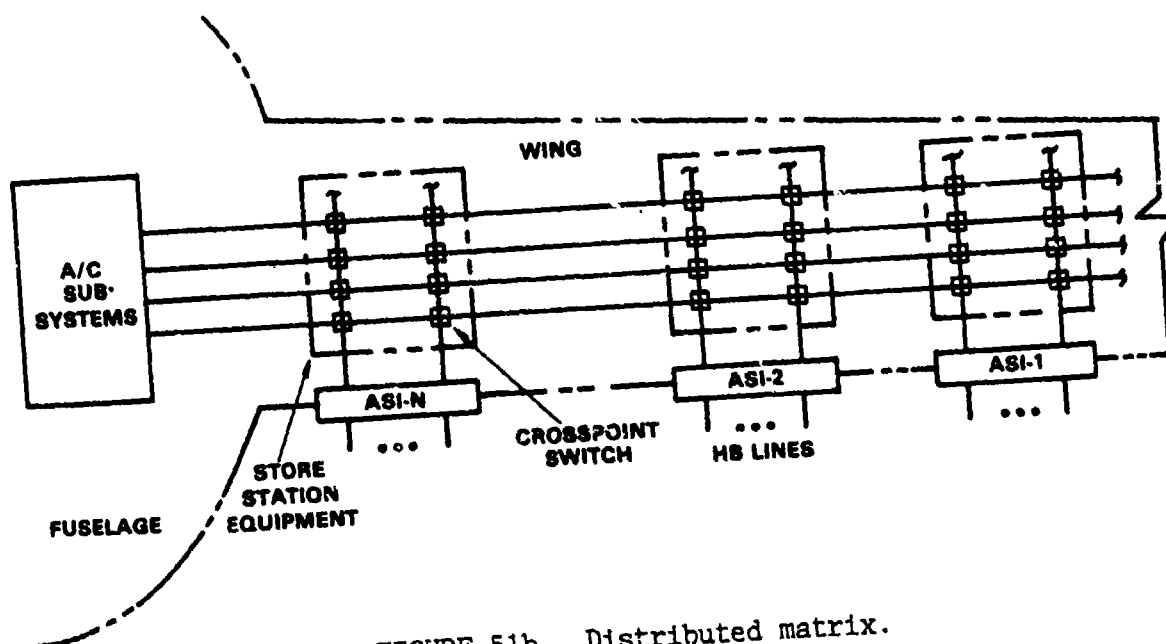 WING
A/C
SUB-
SYSTEMS
ASI-N
ASI-2
ASI-1
CROSSPOINT
SWITCH
HB LINES
STORE
STATION
EQUIPMENT
FUSELAGE
FIGURE 51b. Distributed matrix.